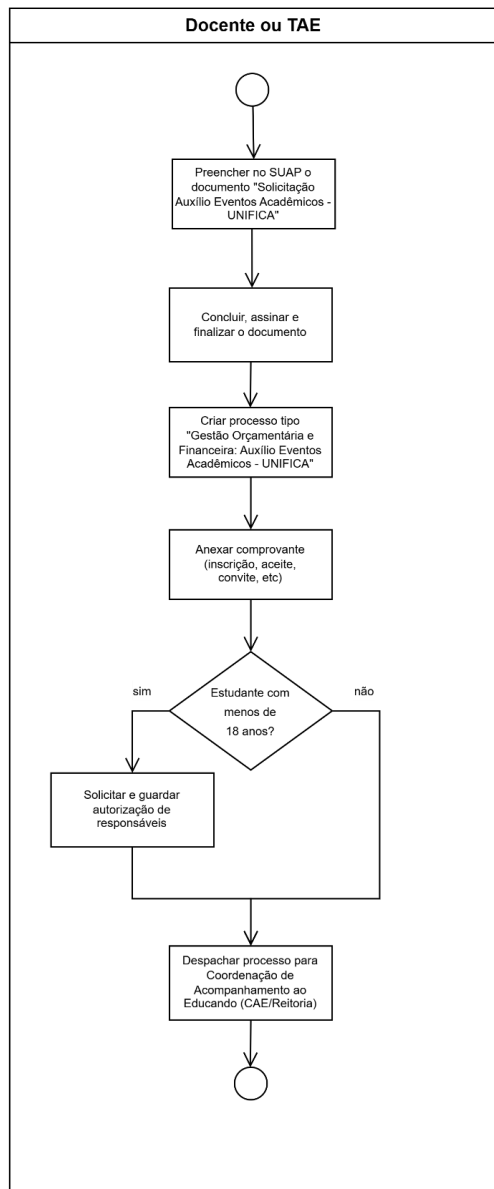 Docente ou TAE
Preencher no SUAP o
documento "Solicitação
Auxílio Eventos Acadêmicos -
UNIFICA"
Concluir, assinar e
finalizar o documento
Criar processo tipo
"Gestão Orçamentária e
Financeira: Auxílio Eventos
Acadêmicos - UNIFICA"
Anexar comprovante
(inscrição, aceite,
convite, etc)
Estudante com
menos de
18 anos?
sim
não
Solicitar e guardar
autorização de
responsáveis
Despachar processo para
Coordenação de
Acompanhamento ao
Educando (CAE/Reitoria)